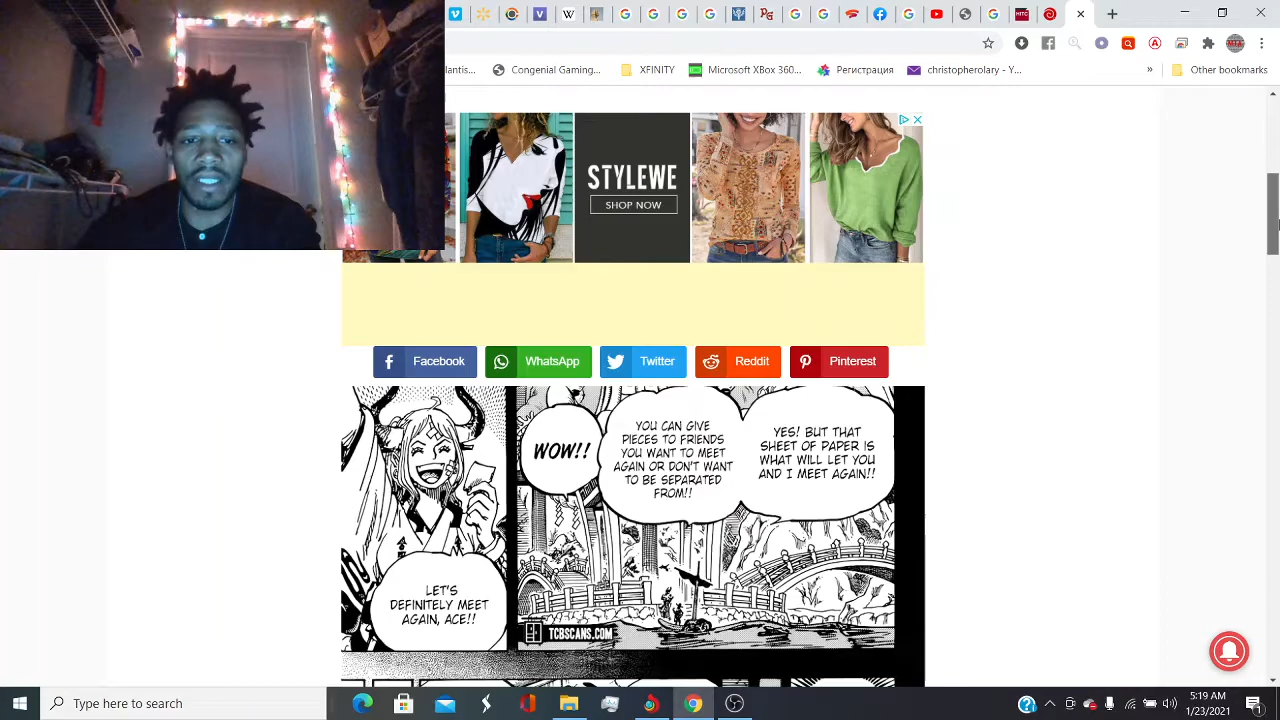 lantis...
Congenial Gaming...
XFINITY
Microsoft XBox 360...
Регистрация
christopherolary - Y...
»
Other bookmarks
STYLEWE
SHOP NOW
Facebook
WhatsApp
Twitter
Reddit
Pinterest
YES! BUT THAT
SHEET OF PAPER IS
WHAT WILL LET YOU
AND I MEET AGAIN!!
YOU CAN GIVE
PIECES TO FRIENDS
YOU WANT TO MEET
AGAIN OR DON'T WANT
TO BE SEPARATED
FROM!!
WOW!!
LET'S
DEFINITELY MEET
AGAIN, ACE!!
TCBSCANS.COM
Type here to search
5:19 AM
1/23/2021